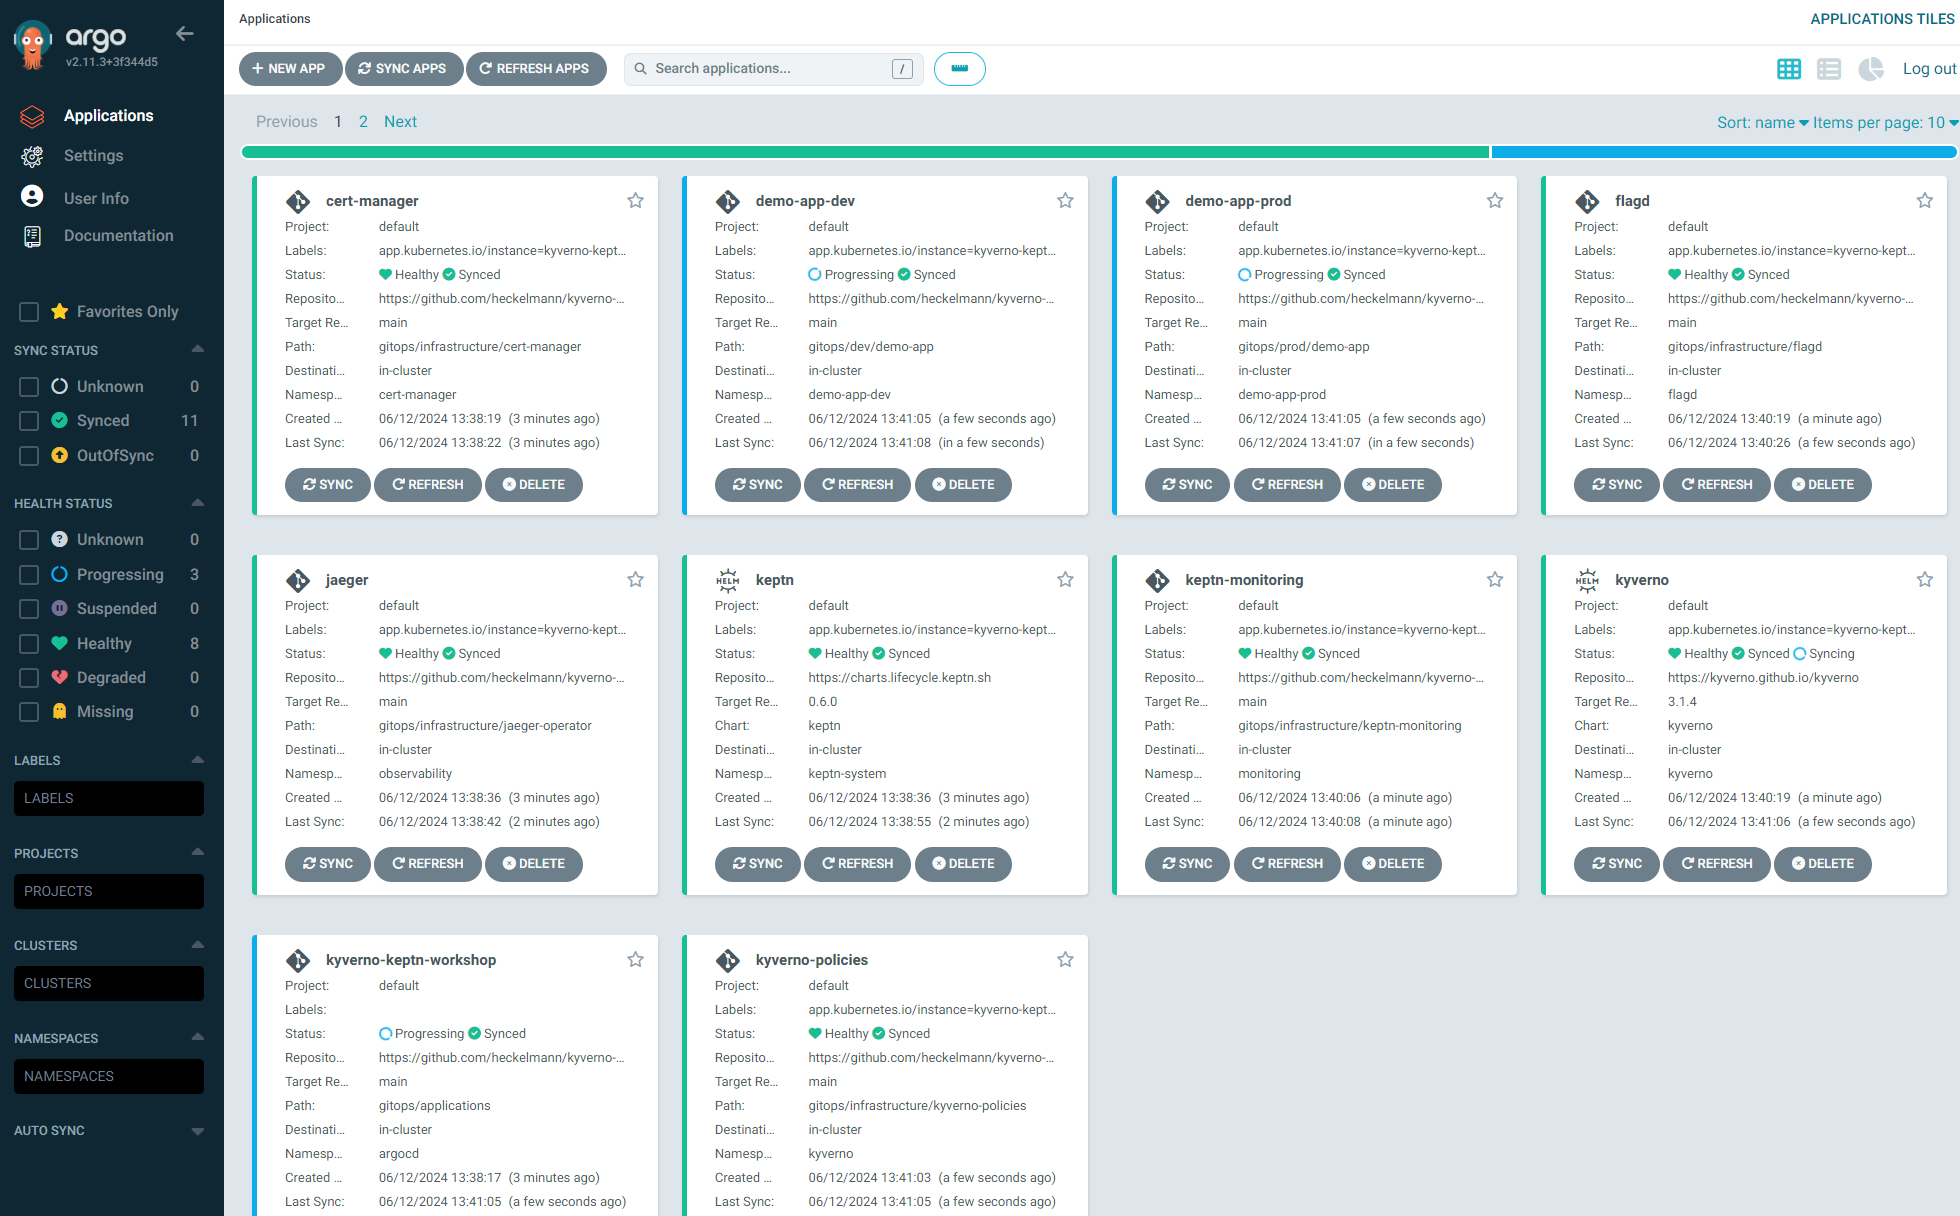 argo
v2.11.3+3f344d5
Applications
Settings
User Info
Documentation
Favorites Only
SYNC STATUS
Unknown 0
Synced 11
OutOfSync 0
HEALTH STATUS
Unknown 0
Progressing 3
Suspended 0
Healthy 8
Degraded 0
Missing 0
LABELS
LABELS
PROJECTS
PROJECTS
CLUSTERS
CLUSTERS
NAMESPACES
NAMESPACES
AUTO SYNC
Applications
APPLICATIONS TILES
NEW APP SYNC APPS REFRESH APPS Search applications... / Log out
Previous 1 2 Next
Sort: name Items per page: 10
cert-manager
Project: default
Labels: app.kubernetes.io/instance=kyverno-kept...
Status: Healthy Synced
Reposito... https://github.com/heckelmann/kyverno-...
Target Re... main
Path: gitops/infrastructure/cert-manager
Destinati... in-cluster
Namesp... cert-manager
Created ... 06/12/2024 13:38:19 (3 minutes ago)
Last Sync: 06/12/2024 13:38:22 (3 minutes ago)
SYNC REFRESH DELETE
demo-app-dev
Project: default
Labels: app.kubernetes.io/instance=kyverno-kept...
Status: Progressing Synced
Reposito... https://github.com/heckelmann/kyverno-...
Target Re... main
Path: gitops/dev/demo-app
Destinati... in-cluster
Namesp... demo-app-dev
Created ... 06/12/2024 13:41:05 (a few seconds ago)
Last Sync: 06/12/2024 13:41:08 (in a few seconds)
SYNC REFRESH DELETE
demo-app-prod
Project: default
Labels: app.kubernetes.io/instance=kyverno-kept...
Status: Progressing Synced
Reposito... https://github.com/heckelmann/kyverno-...
Target Re... main
Path: gitops/prod/demo-app
Destinati... in-cluster
Namesp... demo-app-prod
Created ... 06/12/2024 13:41:05 (a few seconds ago)
Last Sync: 06/12/2024 13:41:07 (in a few seconds)
SYNC REFRESH DELETE
flagd
Project: default
Labels: app.kubernetes.io/instance=kyverno-kept...
Status: Healthy Synced
Reposito... https://github.com/heckelmann/kyverno-...
Target Re... main
Path: gitops/infrastructure/flagd
Destinati... in-cluster
Namesp... flagd
Created ... 06/12/2024 13:40:19 (a minute ago)
Last Sync: 06/12/2024 13:40:26 (a few seconds ago)
SYNC REFRESH DELETE
jaeger
Project: default
Labels: app.kubernetes.io/instance=kyverno-kept...
Status: Healthy Synced
Reposito... https://github.com/heckelmann/kyverno-...
Target Re... main
Path: gitops/infrastructure/jaeger-operator
Destinati... in-cluster
Namesp... observability
Created ... 06/12/2024 13:38:36 (3 minutes ago)
Last Sync: 06/12/2024 13:38:42 (2 minutes ago)
SYNC REFRESH DELETE
HELM keptn
Project: default
Labels: app.kubernetes.io/instance=kyverno-kept...
Status: Healthy Synced
Reposito... https://charts.lifecycle.keptn.sh
Target Re... 0.6.0
Chart: keptn
Destinati... in-cluster
Namesp... keptn-system
Created ... 06/12/2024 13:38:36 (3 minutes ago)
Last Sync: 06/12/2024 13:38:55 (2 minutes ago)
SYNC REFRESH DELETE
keptn-monitoring
Project: default
Labels: app.kubernetes.io/instance=kyverno-kept...
Status: Healthy Synced
Reposito... https://github.com/heckelmann/kyverno-...
Target Re... main
Path: gitops/infrastructure/keptn-monitoring
Destinati... in-cluster
Namesp... monitoring
Created ... 06/12/2024 13:40:06 (a minute ago)
Last Sync: 06/12/2024 13:40:08 (a minute ago)
SYNC REFRESH DELETE
HELM kyverno
Project: default
Labels: app.kubernetes.io/instance=kyverno-kept...
Status: Healthy Synced Syncing
Reposito... https://kyverno.github.io/kyverno
Target Re... 3.1.4
Chart: kyverno
Destinati... in-cluster
Namesp... kyverno
Created ... 06/12/2024 13:40:19 (a minute ago)
Last Sync: 06/12/2024 13:41:06 (a few seconds ago)
SYNC REFRESH DELETE
kyverno-keptn-workshop
Project: default
Labels:
Status: Progressing Synced
Reposito... https://github.com/heckelmann/kyverno-...
Target Re... main
Path: gitops/applications
Destinati... in-cluster
Namesp... argocd
Created ... 06/12/2024 13:38:17 (3 minutes ago)
Last Sync: 06/12/2024 13:41:05 (a few seconds ago)
kyverno-policies
Project: default
Labels: app.kubernetes.io/instance=kyverno-kept...
Status: Healthy Synced
Reposito... https://github.com/heckelmann/kyverno-...
Target Re... main
Path: gitops/infrastructure/kyverno-policies
Destinati... in-cluster
Namesp... kyverno
Created ... 06/12/2024 13:41:03 (a few seconds ago)
Last Sync: 06/12/2024 13:41:05 (a few seconds ago)